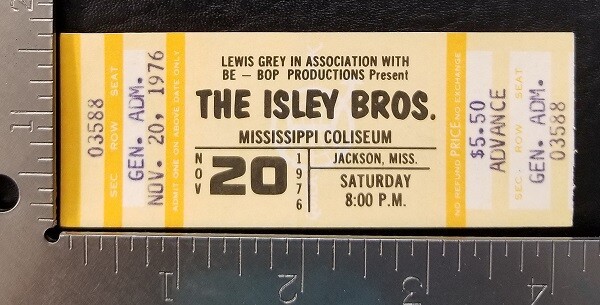 SEC. ROW SEAT
03588
GEN. ADM.
NOV. 20, 1976
ADMIT ONE ON ABOVE DATE ONLY
LEWIS GREY IN ASSOCIATION WITH
BE - BOP PRODUCTIONS Present
THE ISLEY BROS.
MISSISSIPPI COLISEUM
NOV
20
1976
JACKSON, MISS.
SATURDAY
8:00 P.M.
NO REFUND PRICE NO EXCHANGE
$5.50
ADVANCE
SEC. ROW SEAT
GEN. ADM.
03588
1
2
3
4